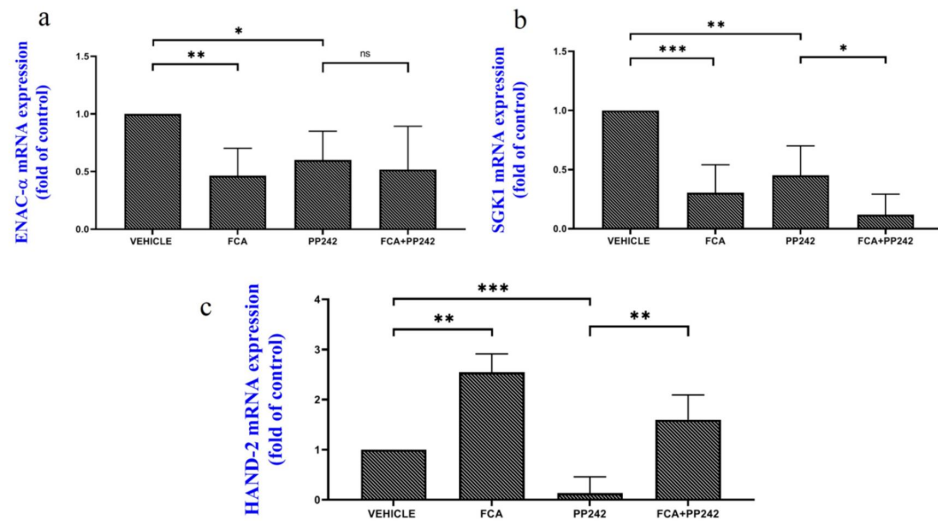 a
ENAC-α mRNA expression
(fold of control)
1.5
1.0
0.5
0.0
*
**
ns
VEHICLE FCA PP242 FCA+PP242
b
SGK1 mRNA expression
(fold of control)
1.5
1.0
0.5
0.0
**
***
*
VEHICLE FCA PP242 FCA+PP242
c
HAND-2 mRNA expression
(fold of control)
4
3
2
1
0
***
**
**
VEHICLE FCA PP242 FCA+PP242